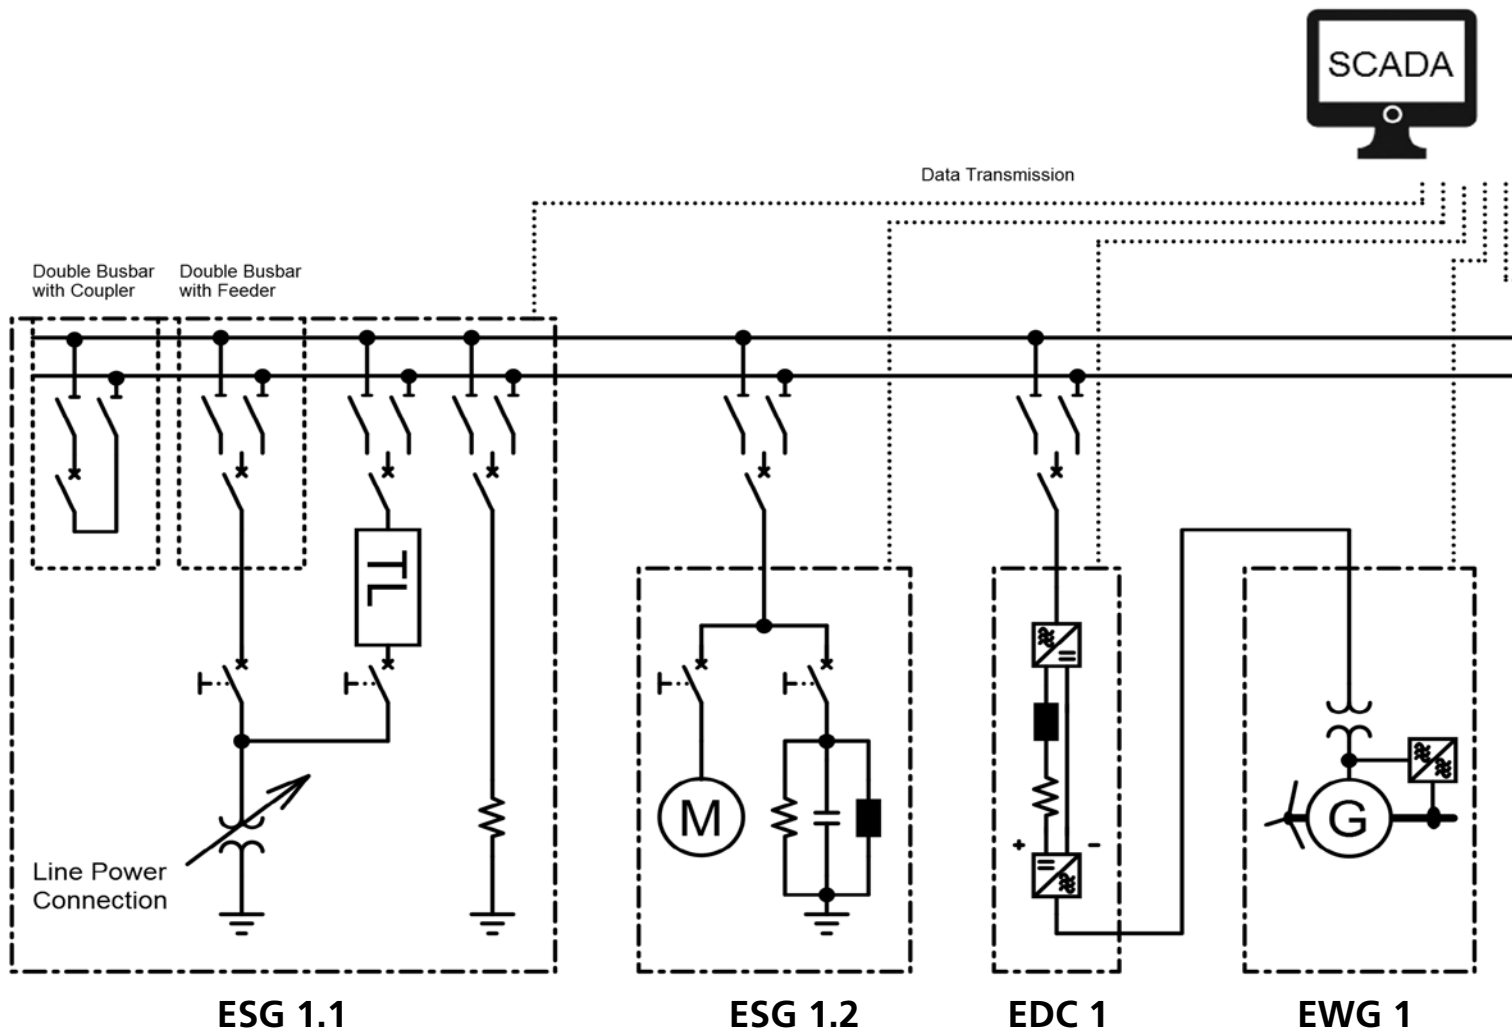 SCADA
Data Transmission
Double Busbar
with Coupler
Double Busbar
with Feeder
TL
M
G
+
-
Line Power
Connection
ESG 1.1
ESG 1.2
EDC 1
EWG 1